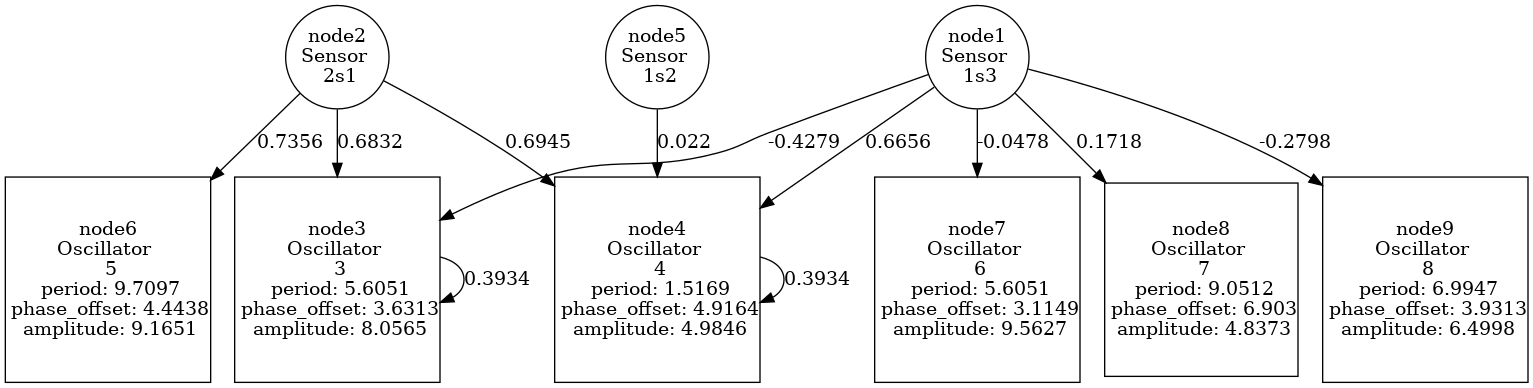 node2
Sensor
2s1
node5
Sensor
1s2
node1
Sensor
1s3
0.7356
0.6832
0.6945
0.022
-0.4279
0.6656
-0.0478
0.1718
-0.2798
node6
Oscillator
5
period: 9.7097
phase_offset: 4.4438
amplitude: 9.1651
node3
Oscillator
3
period: 5.6051
phase_offset: 3.6313
amplitude: 8.0565
0.3934
node4
Oscillator
4
period: 1.5169
phase_offset: 4.9164
amplitude: 4.9846
0.3934
node7
Oscillator
6
period: 5.6051
phase_offset: 3.1149
amplitude: 9.5627
node8
Oscillator
7
period: 9.0512
phase_offset: 6.903
amplitude: 4.8373
node9
Oscillator
8
period: 6.9947
phase_offset: 3.9313
amplitude: 6.4998